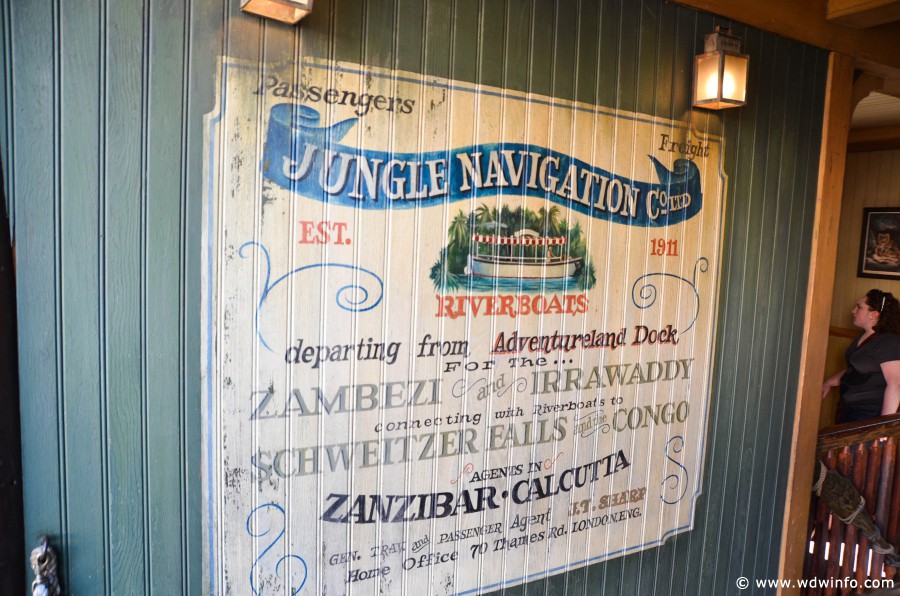 Passengers
Freight
JUNGLE NAVIGATION Co. LTD
EST.
1911
RIVERBOATS
departing from Adventureland Dock
For the...
ZAMBEZI and IRRAWADDY
connecting with Riverboats to
SCHWEITZER FALLS and the CONGO
AGENTS IN
ZANZIBAR · CALCUTTA
GEN. TRAV. and PASSENGER Agent J.T. SHARP
Home Office 70 Thames Rd. LONDON, ENG.
© www.wdwinfo.com